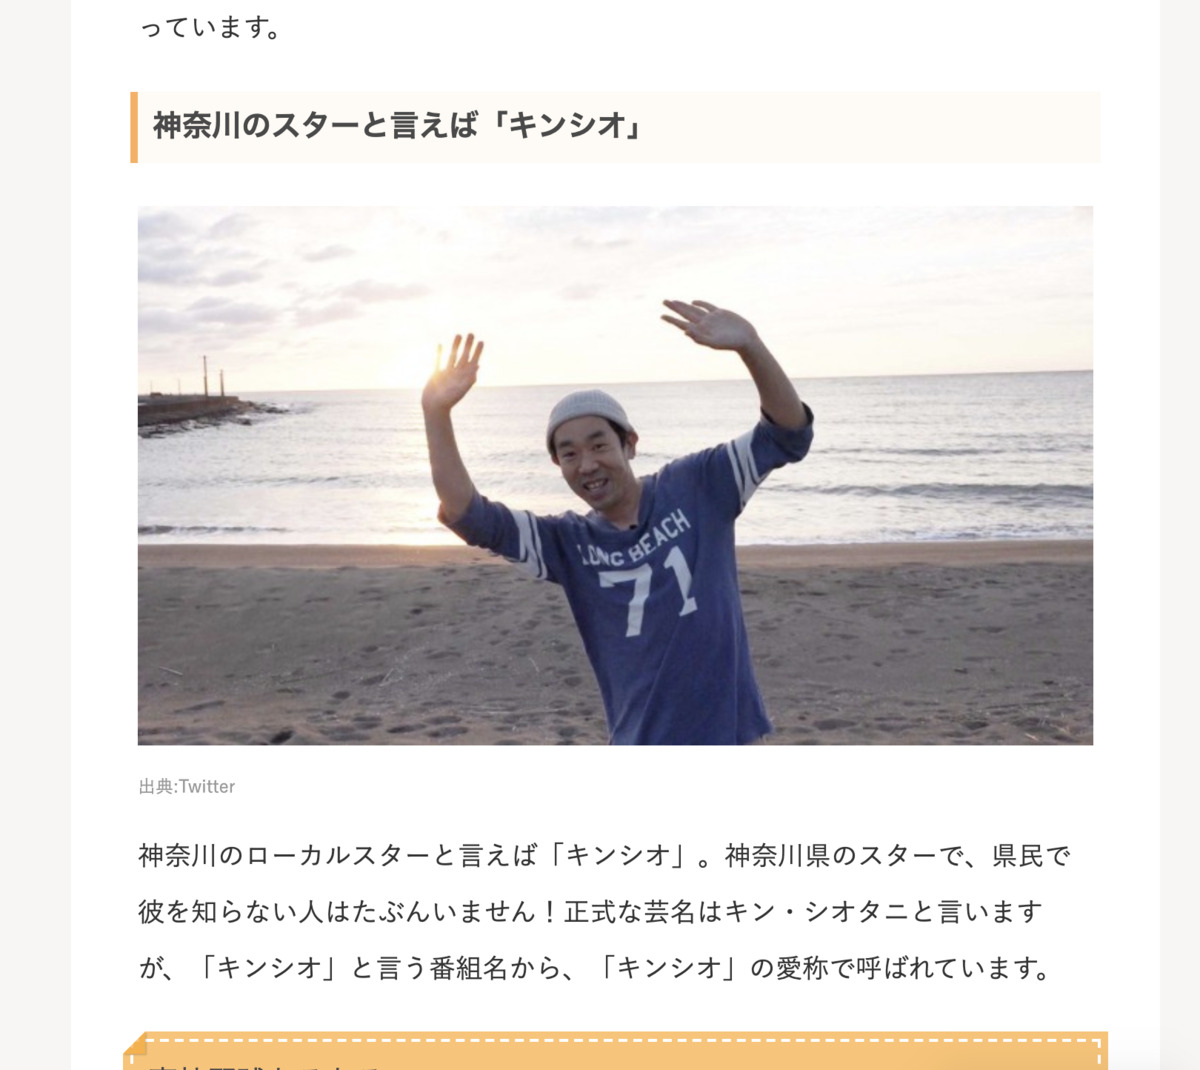 っています。
神奈川のスターと言えば「キンシオ」
LONG BEACH
71
出典:Twitter
神奈川のローカルスターと言えば「キンシオ」。神奈川県のスターで、県民で
彼を知らない人はたぶんいません！正式な芸名はキン・シオタニと言います
が、「キンシオ」と言う番組名から、「キンシオ」の愛称で呼ばれています。